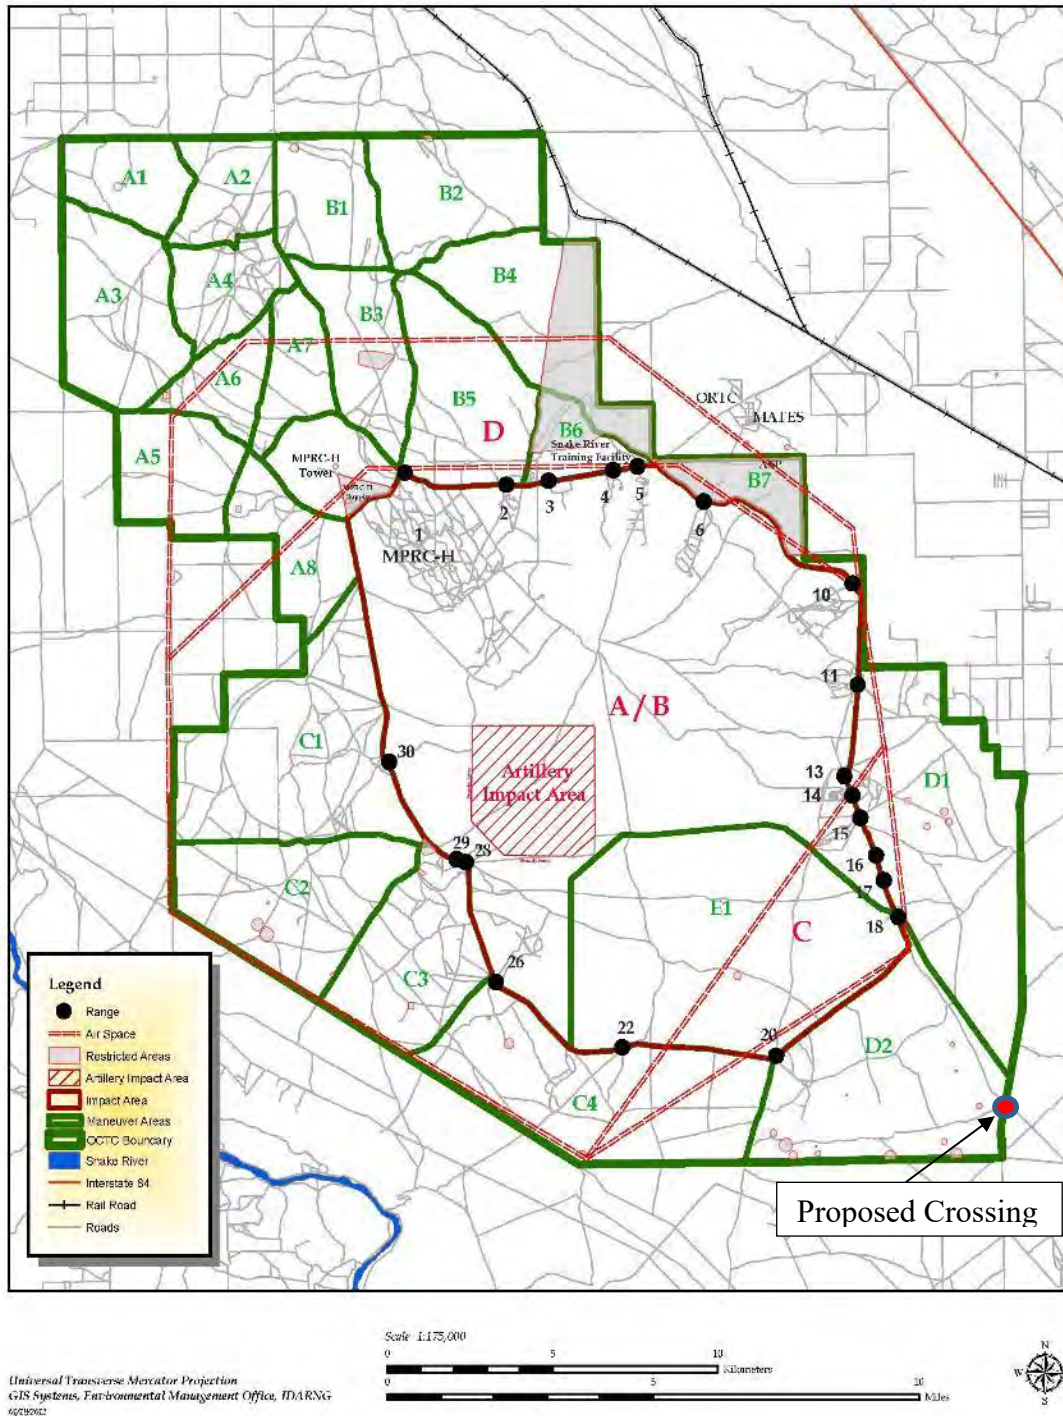 A1
A2
B1
B2
A3
A4
B3
B4
A7
A6
B5
D
B6
ORTC
MATES
A5
MPRC-H
Tower
Snake River
Training Facility
ASP
B7
1
MPRC-H
2
3
4
5
6
A8
10
11
A / B
C1
30
Artillery
Impact Area
13
14
15
D1
29
28
16
17
18
C2
E1
C
C3
26
22
20
D2
C4
Proposed Crossing
Legend
Range
Air Space
Restricted Areas
Artillery Impact Area
Impact Area
Maneuver Areas
OCTC Boundary
Snake River
Interstate 84
Rail Road
Roads
Scale 1:175,000
0 5 10
Kilometers
0 5 10
Miles
Universal Transverse Mercator Projection
GIS Systems, Environmental Management Office, IDARNG
N
W
S